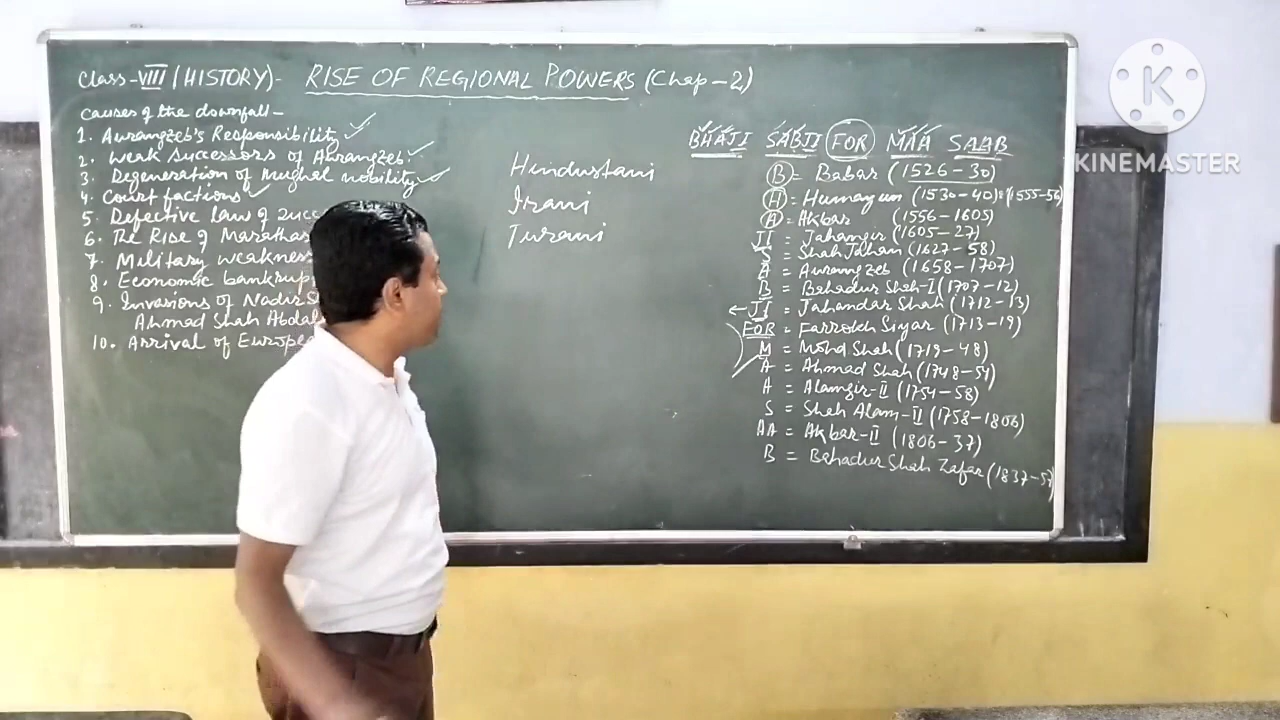 Class-VIII (HISTORY)- RISE OF REGIONAL POWERS (Chap-2)
Causes of the downfall-
1. Aurangzeb's Responsibility
2. Weak successors of Aurangzeb.
3. Degeneration of Mughal nobility
4. Court factions
5. Defective law of succ
6. The Rise of Marathas
7. Military weakness
8. Economic bankrup
9. Invasions of Nadir S
Ahmad Shah Abdal
10. Arrival of Europe
Hindustani
Irani
Turani
BHAJI SABJI FOR MAA SAAB
B = Babar (1526-30)
H = Humayun (1530-40)=(1555-56)
A = Akbar (1556-1605)
JI = Jahangir (1605-27)
S = Shah Jahan (1627-58)
A = Aurangzeb (1658-1707)
B = Bahadur Shah-I (1707-12)
JI = Jahandar Shah (1712-13)
FOR = Farrokh Siyar (1713-19)
M = Mohd Shah (1719-48)
A = Ahmad Shah (1748-54)
A = Alamgir-II (1754-58)
S = Shah Alam-II (1758-1806)
AA = Akbar-II (1806-37)
B = Bahadur Shah Zafar (1837-57)
K
KINEMASTER